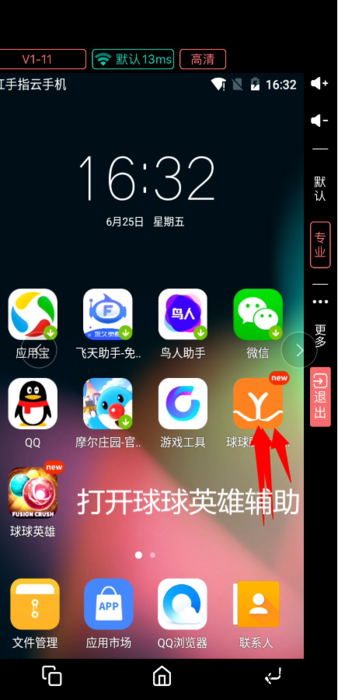 V1-11
默认13ms
高清
红手指云手机
16:32
默认
16:32
6月25日 星期五
专业
更多
应用宝
飞天助手-免..
鸟人
鸟人助手
微信
new
退出
QQ
摩尔庄园-官..
游戏工具
球球
new
FUSION CRUSH
球球英雄
打开球球英雄辅助
APP
文件管理
应用市场
QQ浏览器
联系人